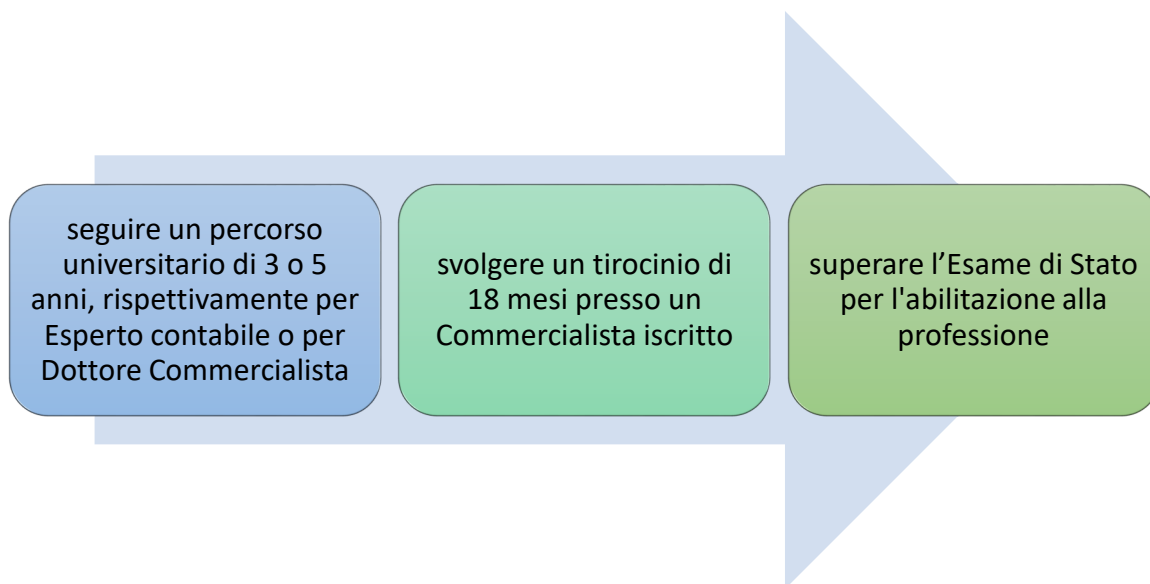 seguire un percorso
universitario di 3 o 5
anni, rispettivamente per
Esperto contabile o per
Dottore Commercialista
svolgere un tirocinio di
18 mesi presso un
Commercialista iscritto
superare l’Esame di Stato
per l'abilitazione alla
professione